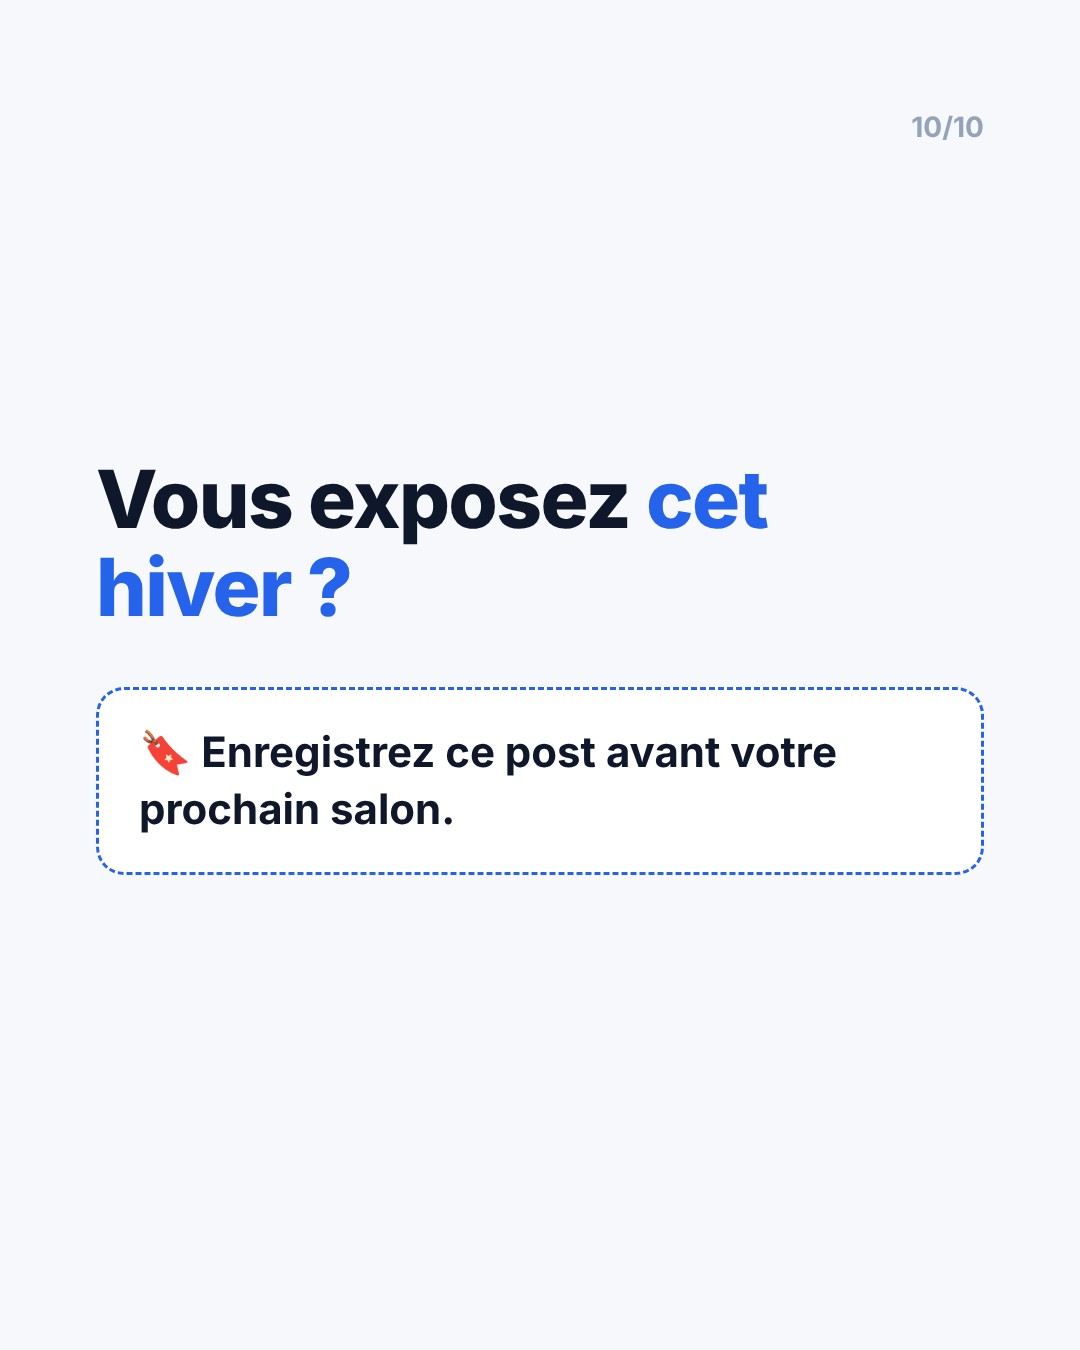 10/10
Vous exposez cet
hiver ?
🔖 Enregistrez ce post avant votre
prochain salon.